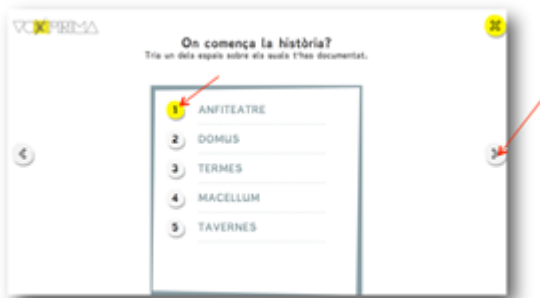 VOXPRIMA
On comença la història?
Tria un dels espais sobre els quals t'has documentat.
1 ANFITEATRE
2 DOMUS
3 TERMES
4 MACELLUM
5 TAVERNES